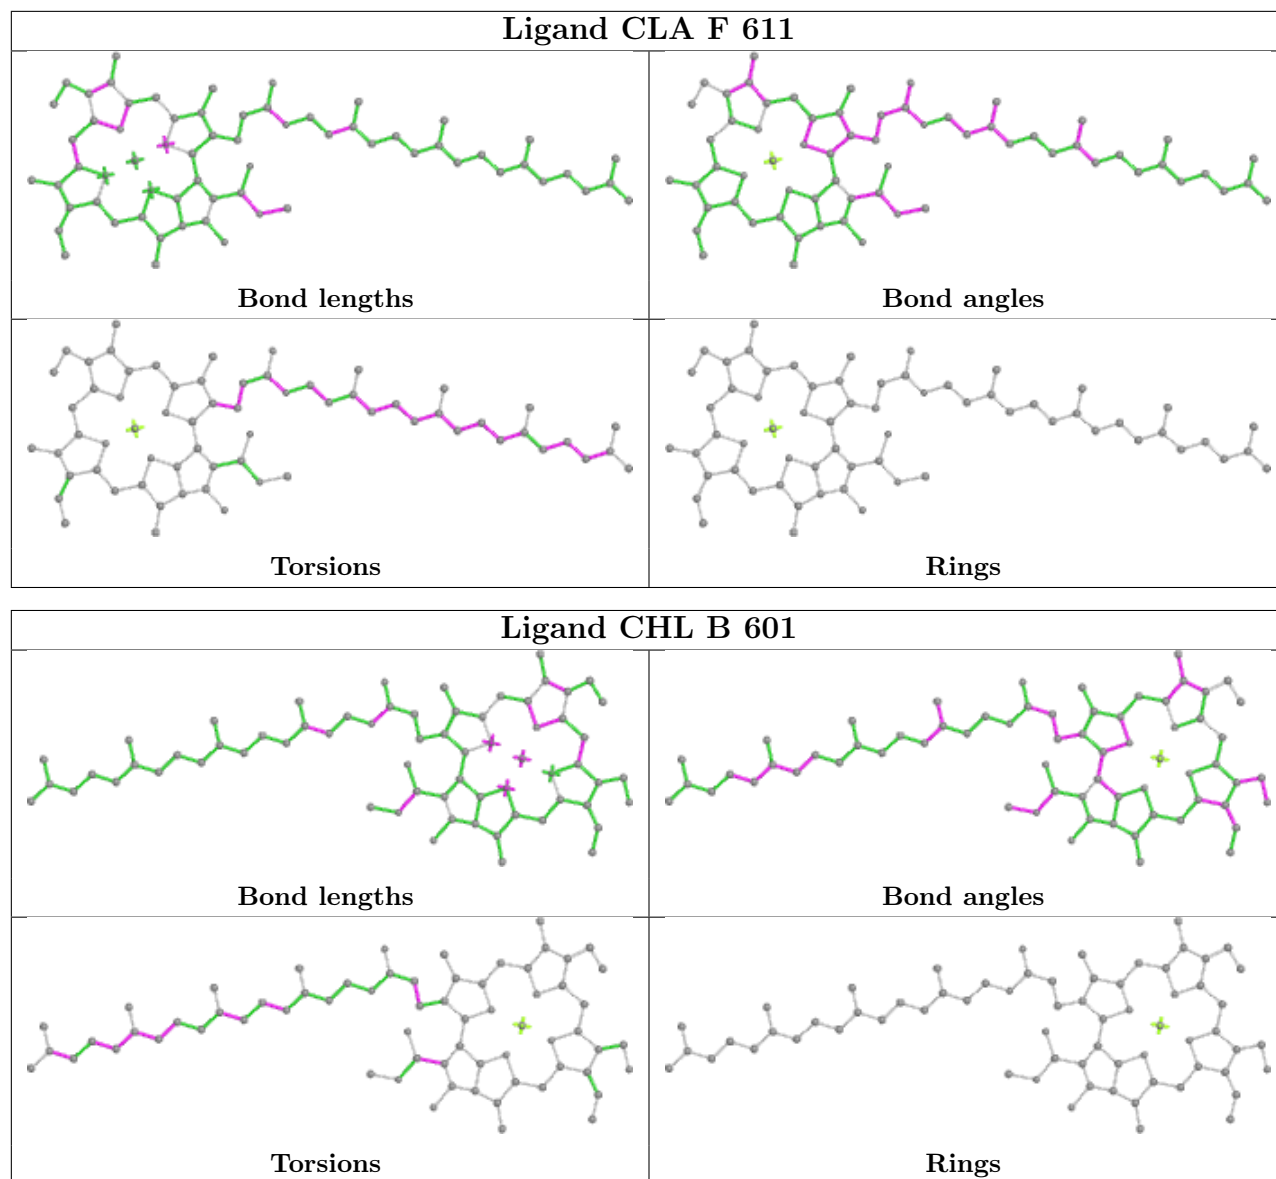 Ligand CLA F 611
Bond lengths
Bond angles
Torsions
Rings
Ligand CHL B 601
Bond lengths
Bond angles
Torsions
Rings